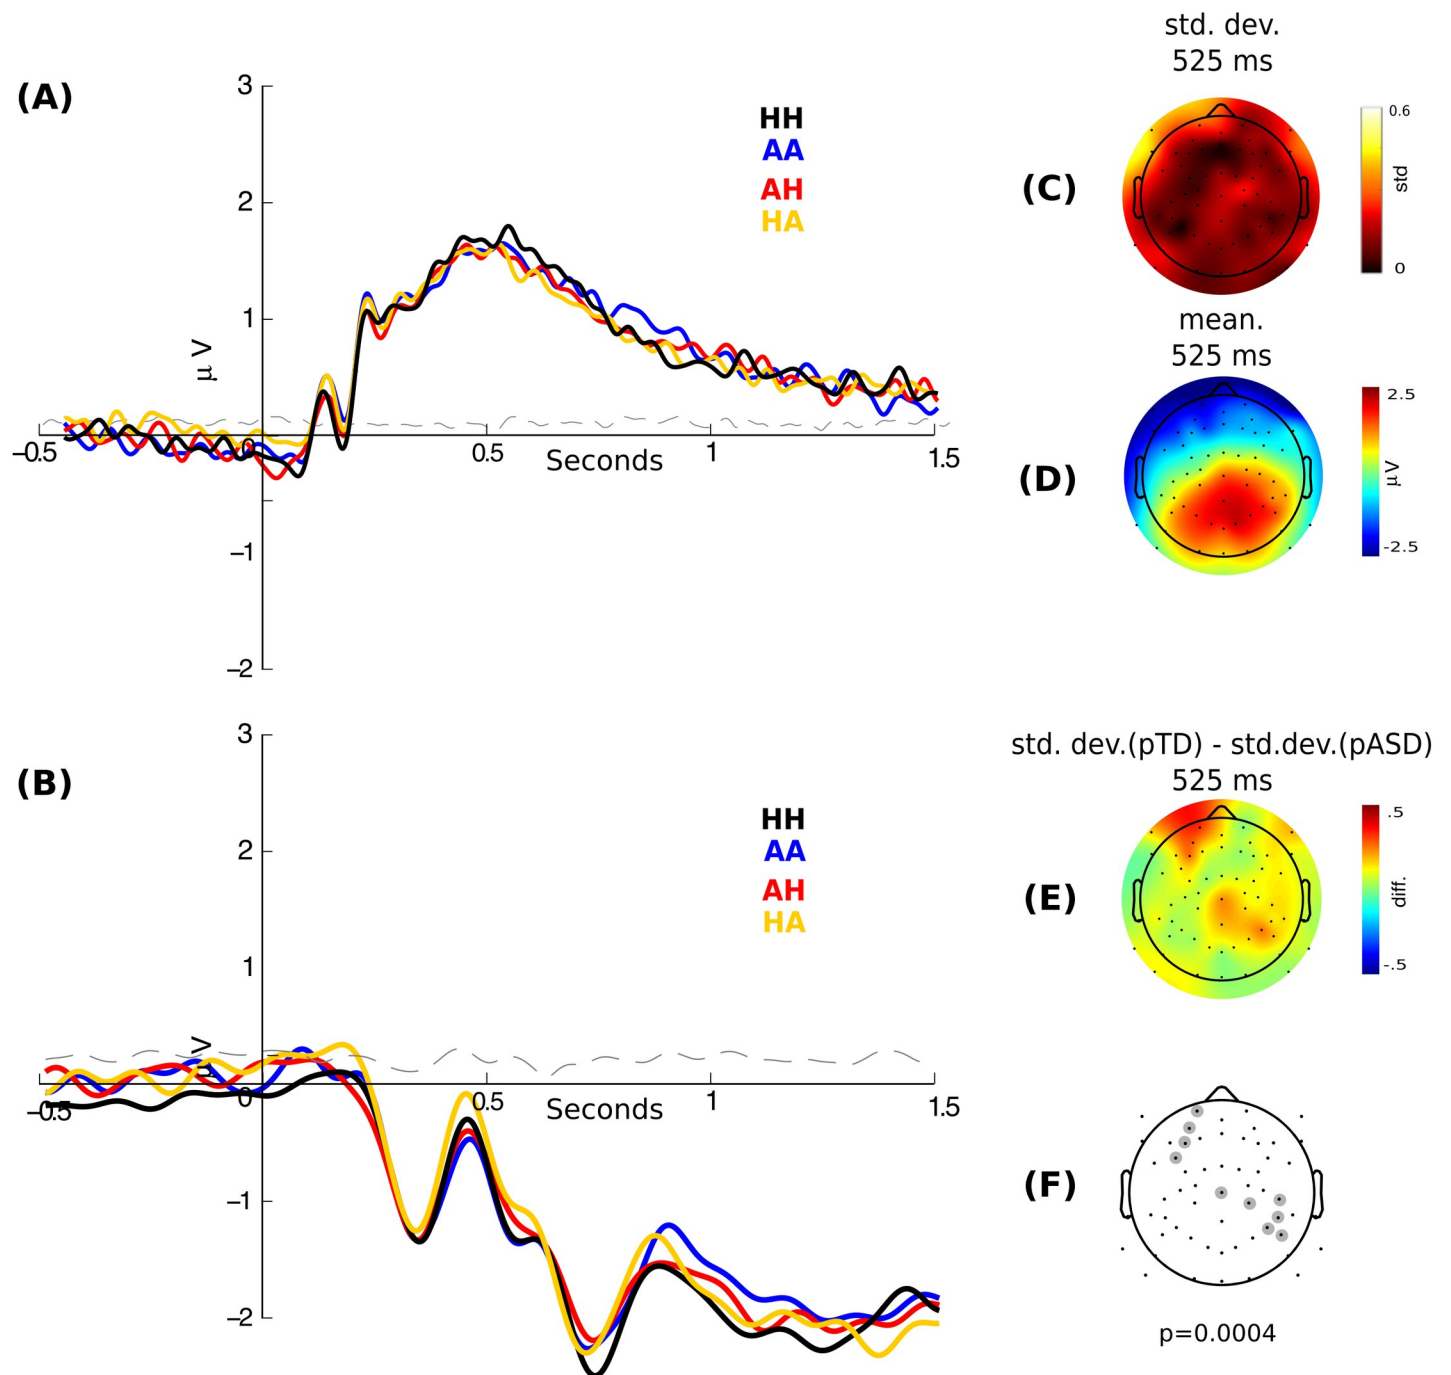 (A)
3
2
1
0
−1
−2
μ V
−0.5
0.5
1
1.5
Seconds
HH
AA
AH
HA
std. dev.
525 ms
(C)
0.6
std
0
mean.
525 ms
(D)
2.5
μV
-2.5
(B)
3
2
1
0
−1
−2
μV
−0.5
0.5
1
1.5
Seconds
HH
AA
AH
HA
std. dev.(pTD) - std.dev.(pASD)
525 ms
(E)
.5
diff.
-.5
(F)
p=0.0004